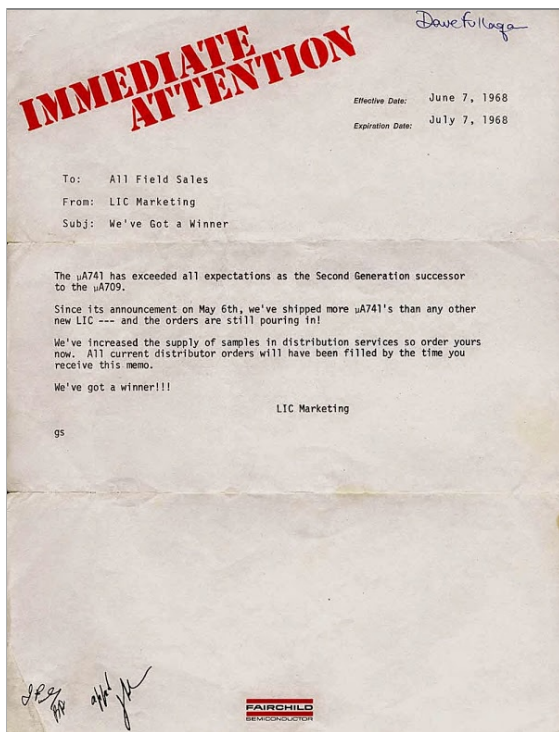 Dave Fullaga
IMMEDIATE
ATTENTION
Effective Date: June 7, 1968
Expiration Date: July 7, 1968
To: All Field Sales
From: LIC Marketing
Subj: We've Got a Winner
The µA741 has exceeded all expectations as the Second Generation successor
to the µA709.
Since its announcement on May 6th, we've shipped more µA741's than any other
new LIC --- and the orders are still pouring in!
We've increased the supply of samples in distribution services so order yours
now. All current distributor orders will have been filled by the time you
receive this memo.
We've got a winner!!!
LIC Marketing
gs
FAIRCHILD
SEMICONDUCTOR